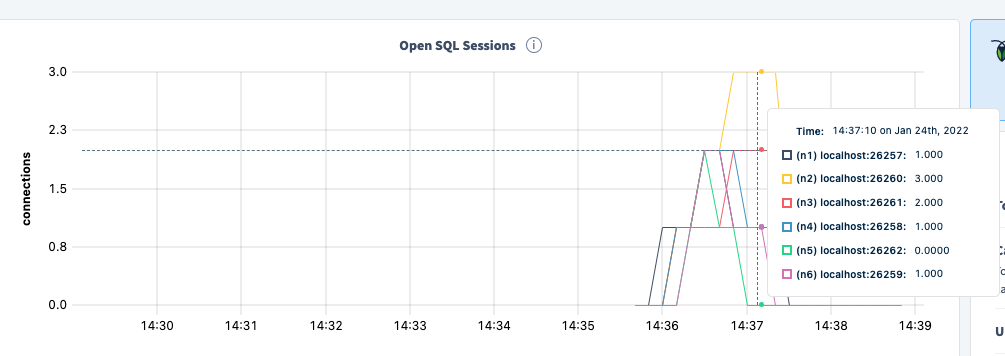 Open SQL Sessions
3.0
2.3
1.5
0.8
0.0
connections
14:30 14:31 14:32 14:33 14:34 14:35 14:36 14:37 14:38 14:39
Time: 14:37:10 on Jan 24th, 2022
(n1) localhost:26257: 1.000
(n2) localhost:26260: 3.000
(n3) localhost:26261: 2.000
(n4) localhost:26258: 1.000
(n5) localhost:26262: 0.0000
(n6) localhost:26259: 1.000